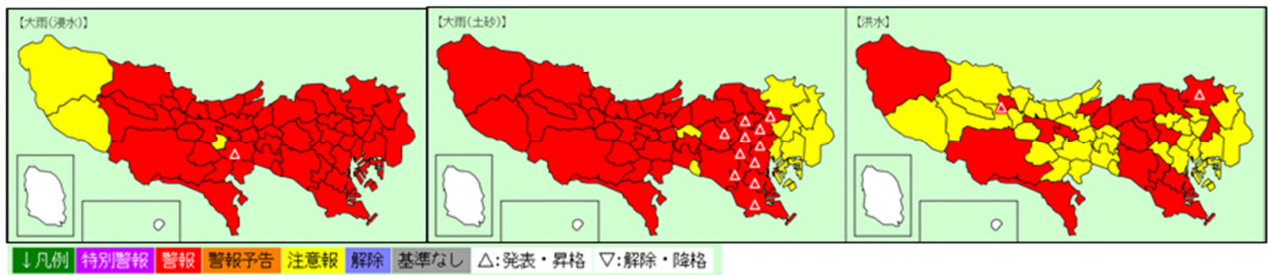 【大雨(浸水)】
【大雨(土砂)】
【洪水】
↓凡例 特別警報 警報 警報予告 注意報 解除 基準なし △:発表・昇格 ▽:解除・降格